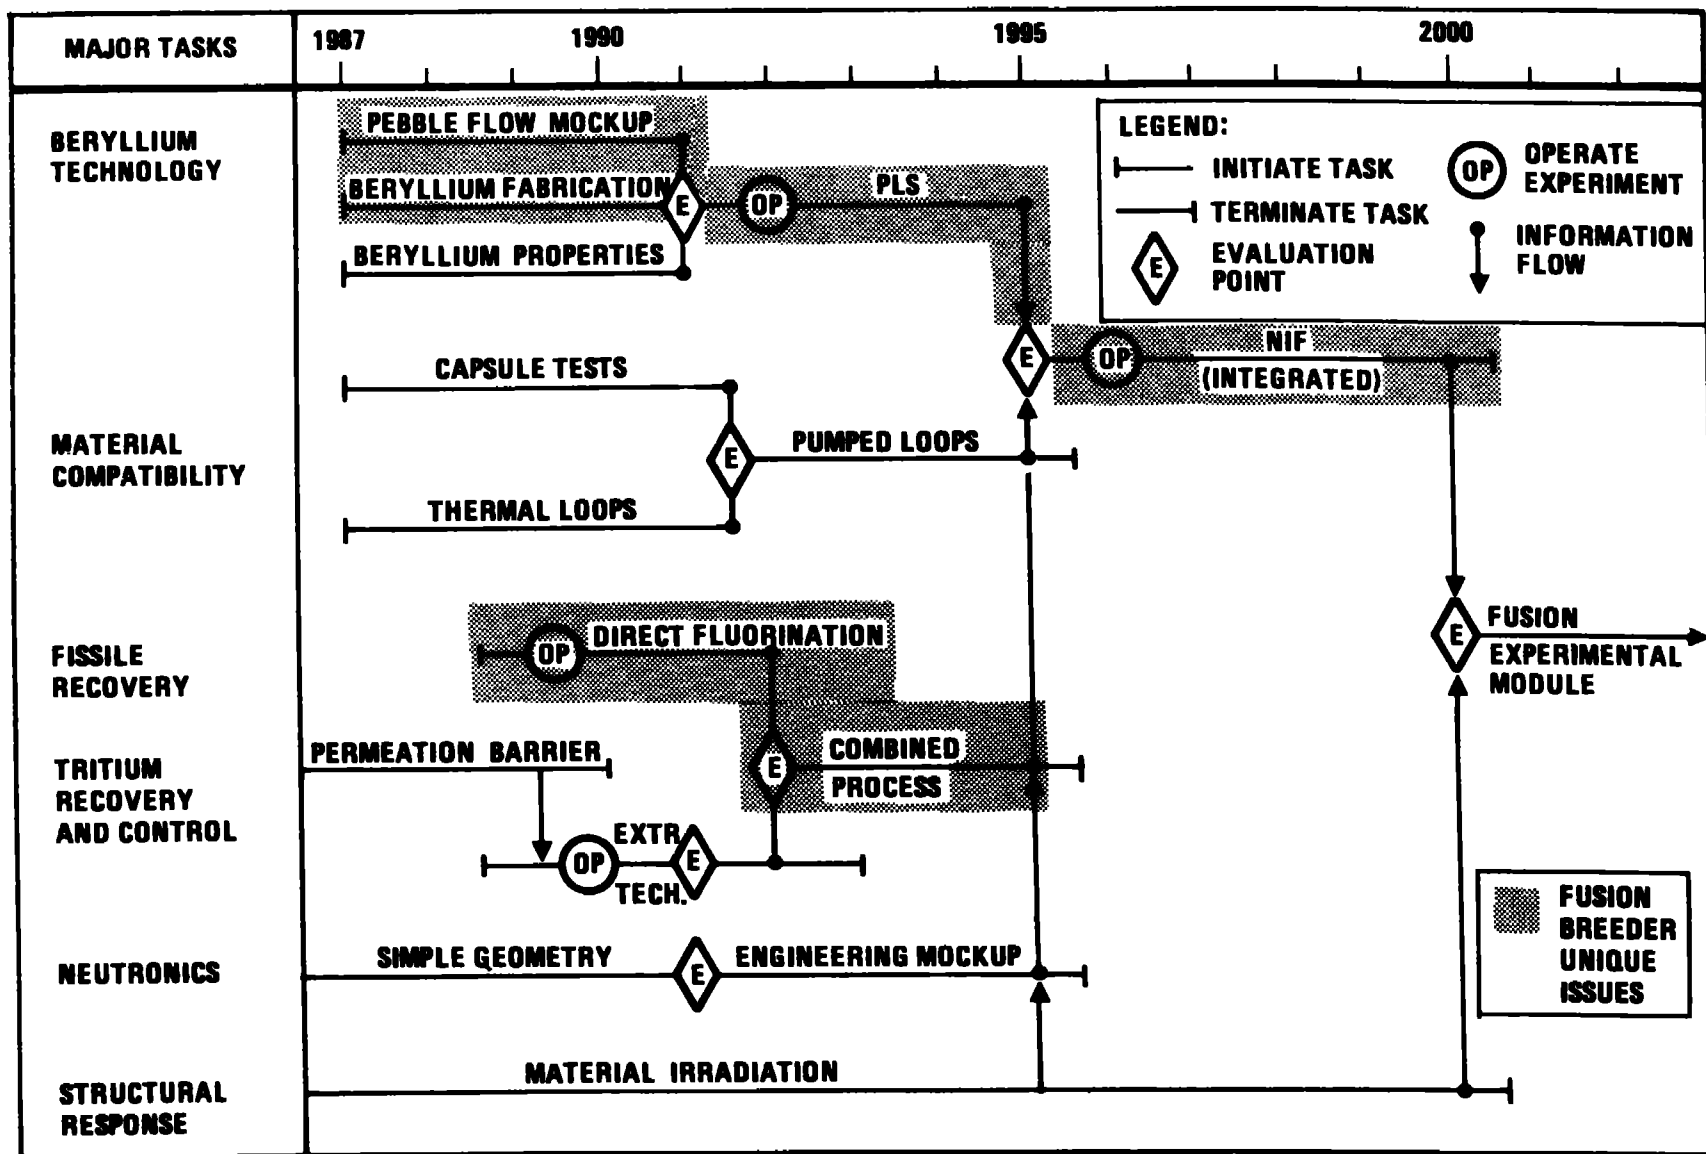 MAJOR TASKS
1987
1990
1995
2000
BERYLLIUM
TECHNOLOGY
PEBBLE FLOW MOCKUP
BERYLLIUM FABRICATION
E
OP
PLS
BERYLLIUM PROPERTIES
LEGEND:
INITIATE TASK
TERMINATE TASK
E
EVALUATION
POINT
OP
OPERATE
EXPERIMENT
INFORMATION
FLOW
E
OP
NIF
(INTEGRATED)
MATERIAL
COMPATIBILITY
CAPSULE TESTS
E
PUMPED LOOPS
THERMAL LOOPS
FISSILE
RECOVERY
OP
DIRECT FLUORINATION
E
FUSION
EXPERIMENTAL
MODULE
TRITIUM
RECOVERY
AND CONTROL
PERMEATION BARRIER
E
COMBINED
PROCESS
OP
EXTR.
TECH.
E
NEUTRONICS
SIMPLE GEOMETRY
E
ENGINEERING MOCKUP
FUSION
BREEDER
UNIQUE
ISSUES
STRUCTURAL
RESPONSE
MATERIAL IRRADIATION